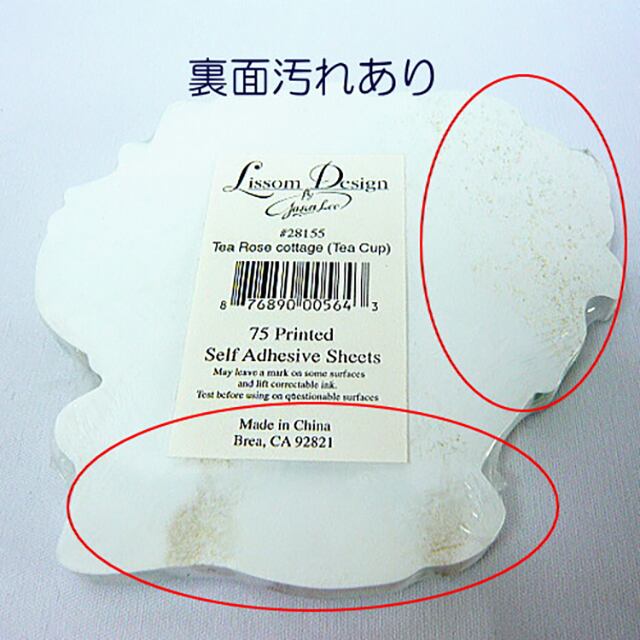 裏面汚れあり
Lissom Design
By
#28155
Tea Rose cottage (Tea Cup)
8 76890 00564 3
75 Printed
Self Adhesive Sheets
May leave a mark on some surfaces
and lift correctable ink.
Test before using on questionable surfaces
Made in China
Brea, CA 92821